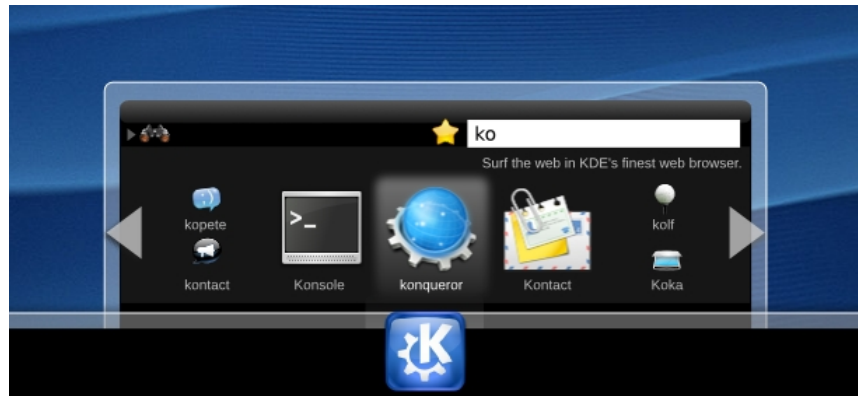 ko
Surf the web in KDE's finest web browser.
kopete
kolf
kontact
Konsole
konqueror
Kontact
Koka